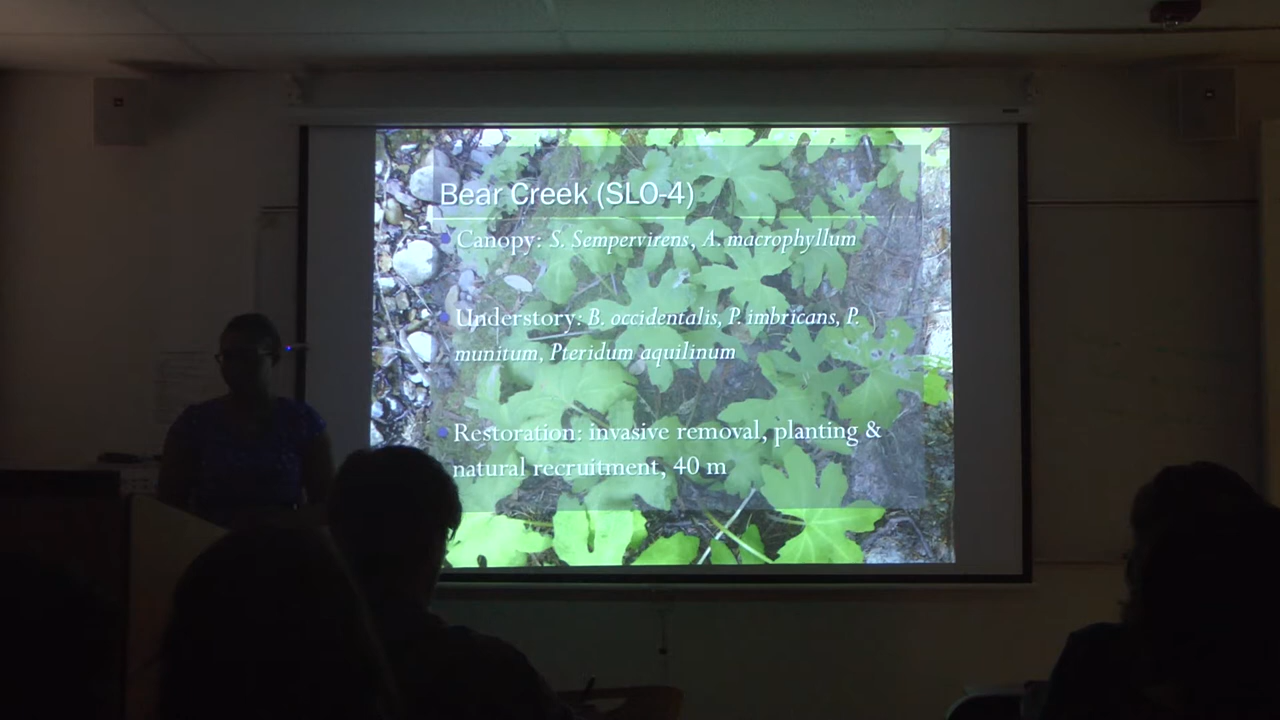 Bear Creek (SLO-4)
Canopy: S. Sempervirens, A. macrophyllum
Understory: B. occidentalis, P. imbricans, P.
munitum, Pteridum aquilinum
Restoration: invasive removal, planting &
natural recruitment, 40 m